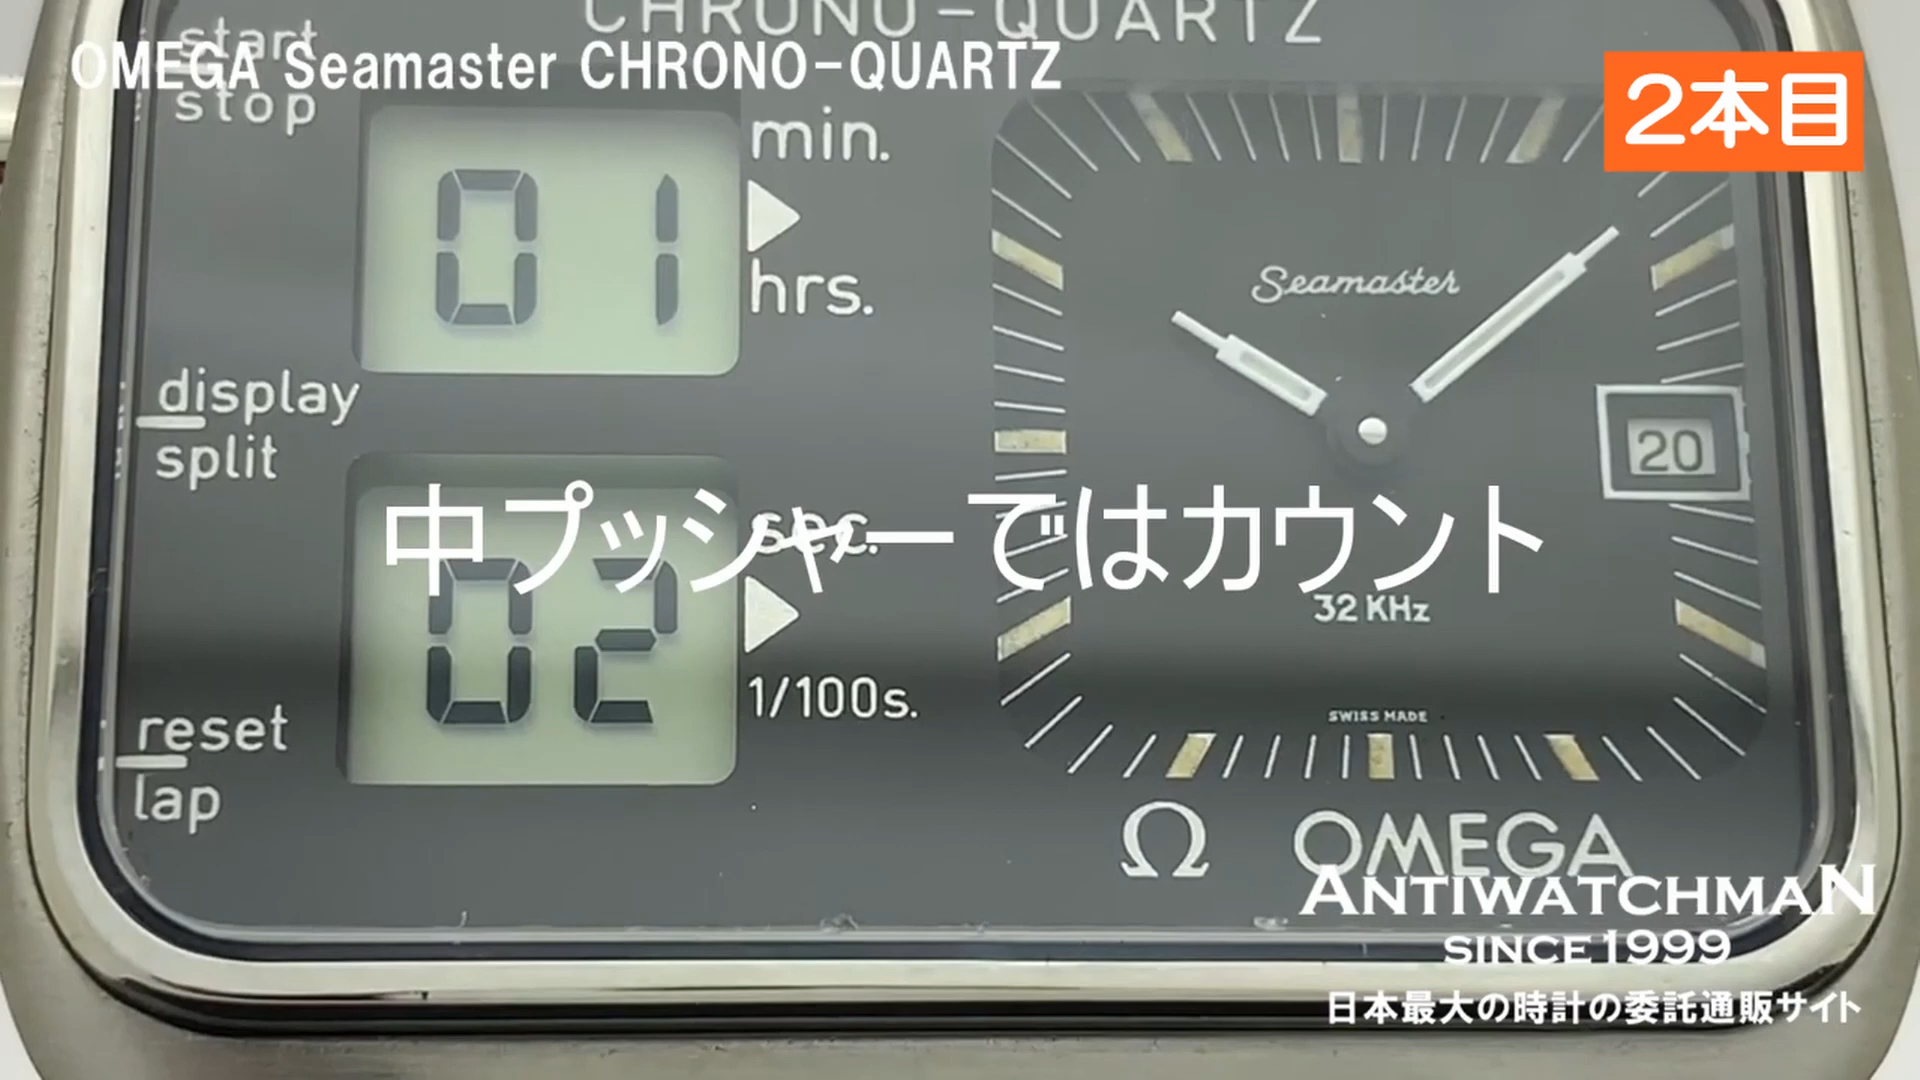 CHRONO-QUARTZ
OMEGA Seamaster CHRONO-QUARTZ
2本目
start
stop
01
min.
hrs.
Seamaster
display
split
20
中プッシャーではカウント
sec.
02
1/100s.
32 KHz
reset
lap
SWISS MADE
Ω OMEGA
ANTIWATCHMAN
SINCE 1999
日本最大の時計の委託通販サイト